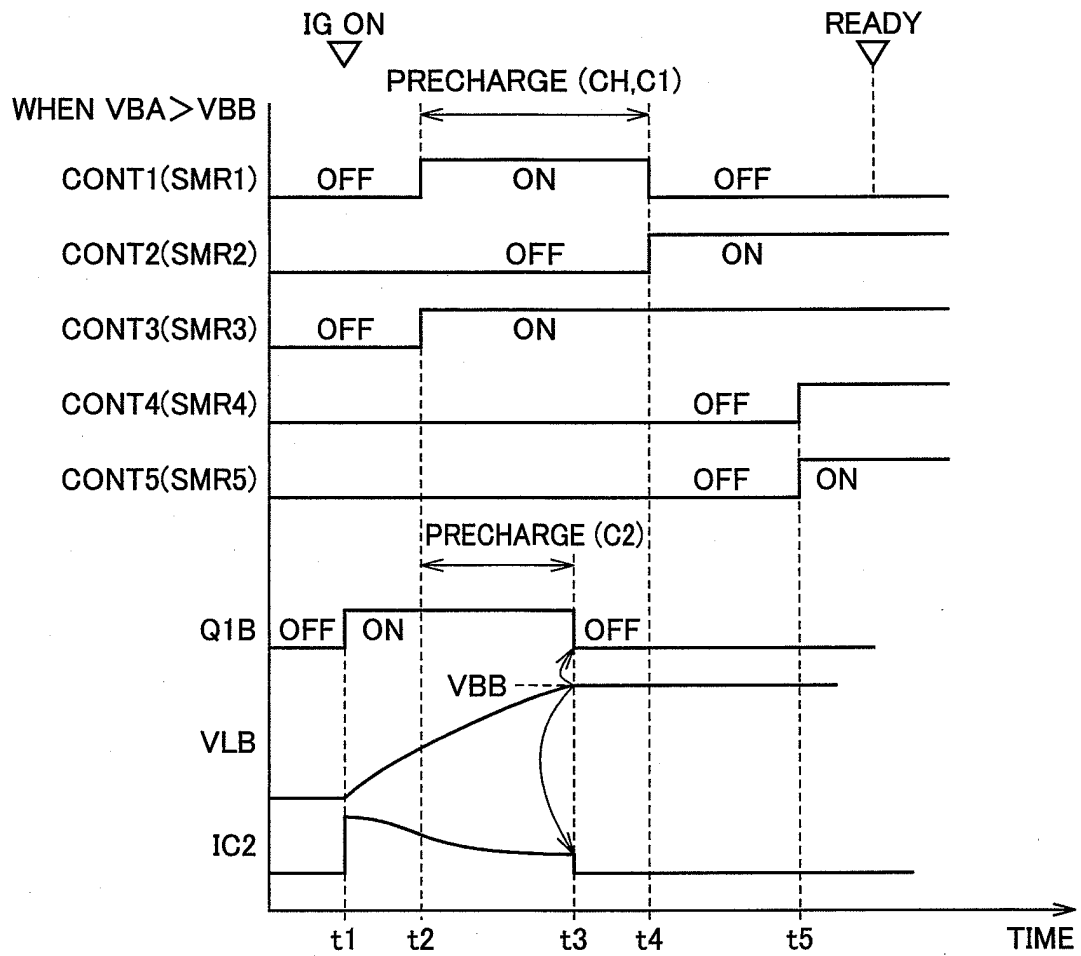 IG ON
READY
PRECHARGE (CH,C1)
WHEN VBA>VBB
CONT1(SMR1) OFF ON OFF
CONT2(SMR2) OFF ON
CONT3(SMR3) OFF ON
CONT4(SMR4) OFF
CONT5(SMR5) OFF ON
PRECHARGE (C2)
Q1B OFF ON OFF
VBB
VLB
IC2
t1 t2 t3 t4 t5 TIME